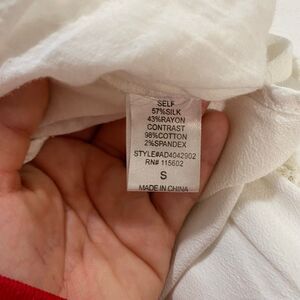 SELF
57%SILK
43%RAYON
CONTRAST
98%COTTON
2%SPANDEX
STYLE#AD4042902
RN# 115602
S
MADE IN CHINA